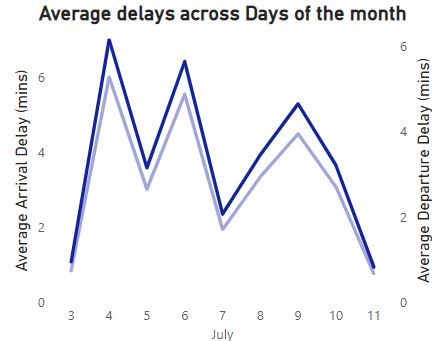 Average delays across Days of the month
Average Arrival Delay (mins)
6
4
2
0
Average Departure Delay (mins)
6
4
2
0
3 4 5 6 7 8 9 10 11
July